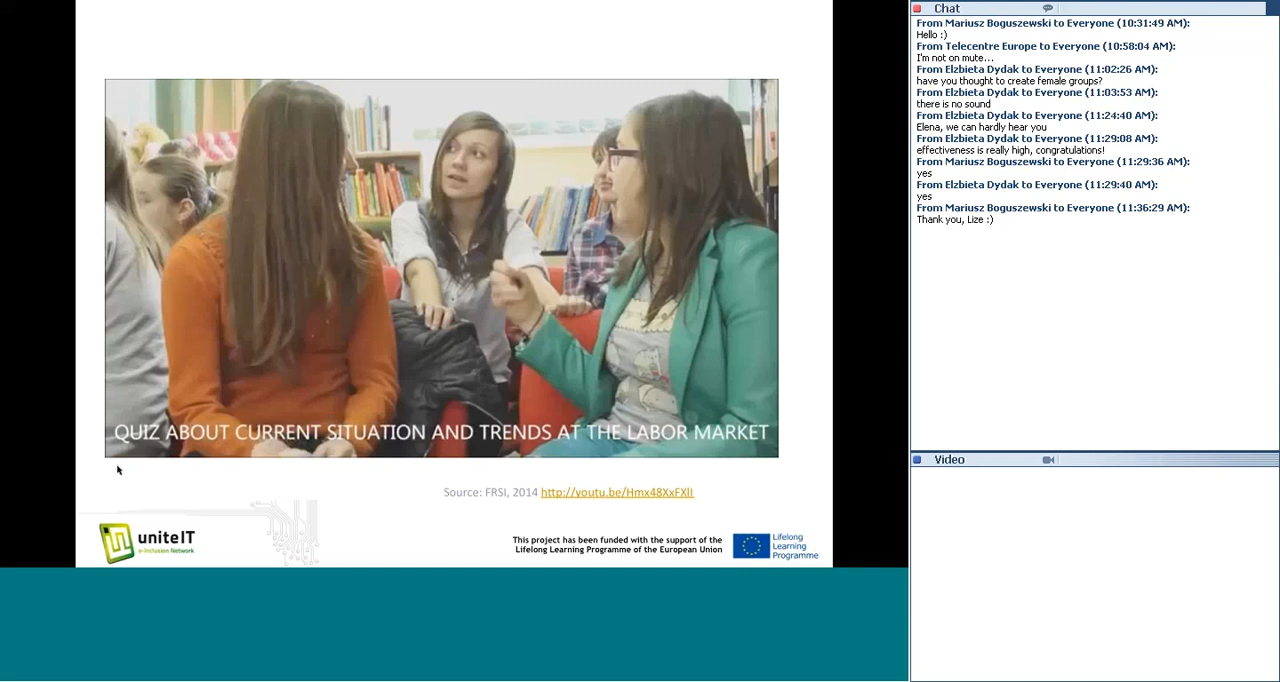 QUIZ ABOUT CURRENT SITUATION AND TRENDS AT THE LABOR MARKET
Source: FRSI, 2014 http://youtu.be/Hmx48XxFXlI
uniteIT
e-Inclusion Network
This project has been funded with the support of the
Lifelong Learning Programme of the European Union
Lifelong
Learning
Programme
Chat
From Mariusz Boguszewski to Everyone (10:31:49 AM):
Hello :)
From Telecentre Europe to Everyone (10:58:04 AM):
I'm not on mute...
From Elzbieta Dydak to Everyone (11:02:26 AM):
have you thought to create female groups?
From Elzbieta Dydak to Everyone (11:03:53 AM):
there is no sound
From Elzbieta Dydak to Everyone (11:24:40 AM):
Elena, we can hardly hear you
From Elzbieta Dydak to Everyone (11:29:08 AM):
effectiveness is really high, congratulations!
From Mariusz Boguszewski to Everyone (11:29:36 AM):
yes
From Elzbieta Dydak to Everyone (11:29:40 AM):
yes
From Mariusz Boguszewski to Everyone (11:36:29 AM):
Thank you, Lize :)
Video